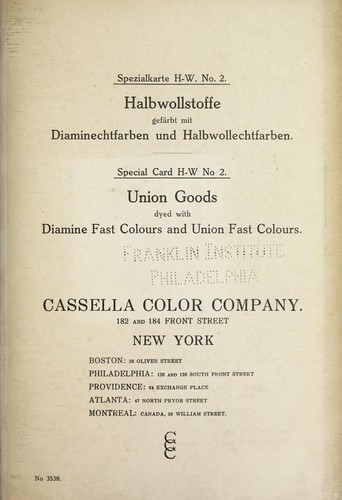 Spezialkarte H-W. No. 2.
Halbwollstoffe
gefärbt mit
Diaminechtfarben und Halbwollechtfarben.
Special Card H-W No 2.
Union Goods
dyed with
Diamine Fast Colours and Union Fast Colours.
FRANKLIN INSTITUTE
PHILADELPHIA
CASSELLA COLOR COMPANY.
182 AND 184 FRONT STREET
NEW YORK
BOSTON: 39 OLIVER STREET
PHILADELPHIA: 126 AND 128 SOUTH FRONT STREET
PROVIDENCE: 64 EXCHANGE PLACE
ATLANTA: 47 NORTH PRYOR STREET
MONTREAL: CANADA, 59 WILLIAM STREET.
CCC
No 3538.